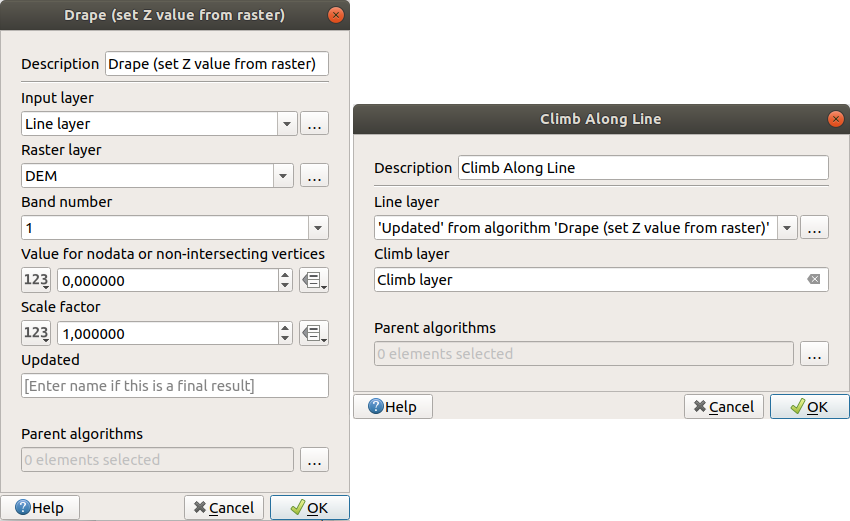 Drape (set Z value from raster)
Description Drape (set Z value from raster)
Input layer
Line layer ...
Raster layer
DEM ...
Band number
1
Value for nodata or non-intersecting vertices
123 0,000000
Scale factor
123 1,000000
Updated
[Enter name if this is a final result]
Parent algorithms
0 elements selected ...
Help Cancel OK
Climb Along Line
Description Climb Along Line
Line layer
'Updated' from algorithm 'Drape (set Z value from raster)' ...
Climb layer
Climb layer
Parent algorithms
0 elements selected ...
Help Cancel OK